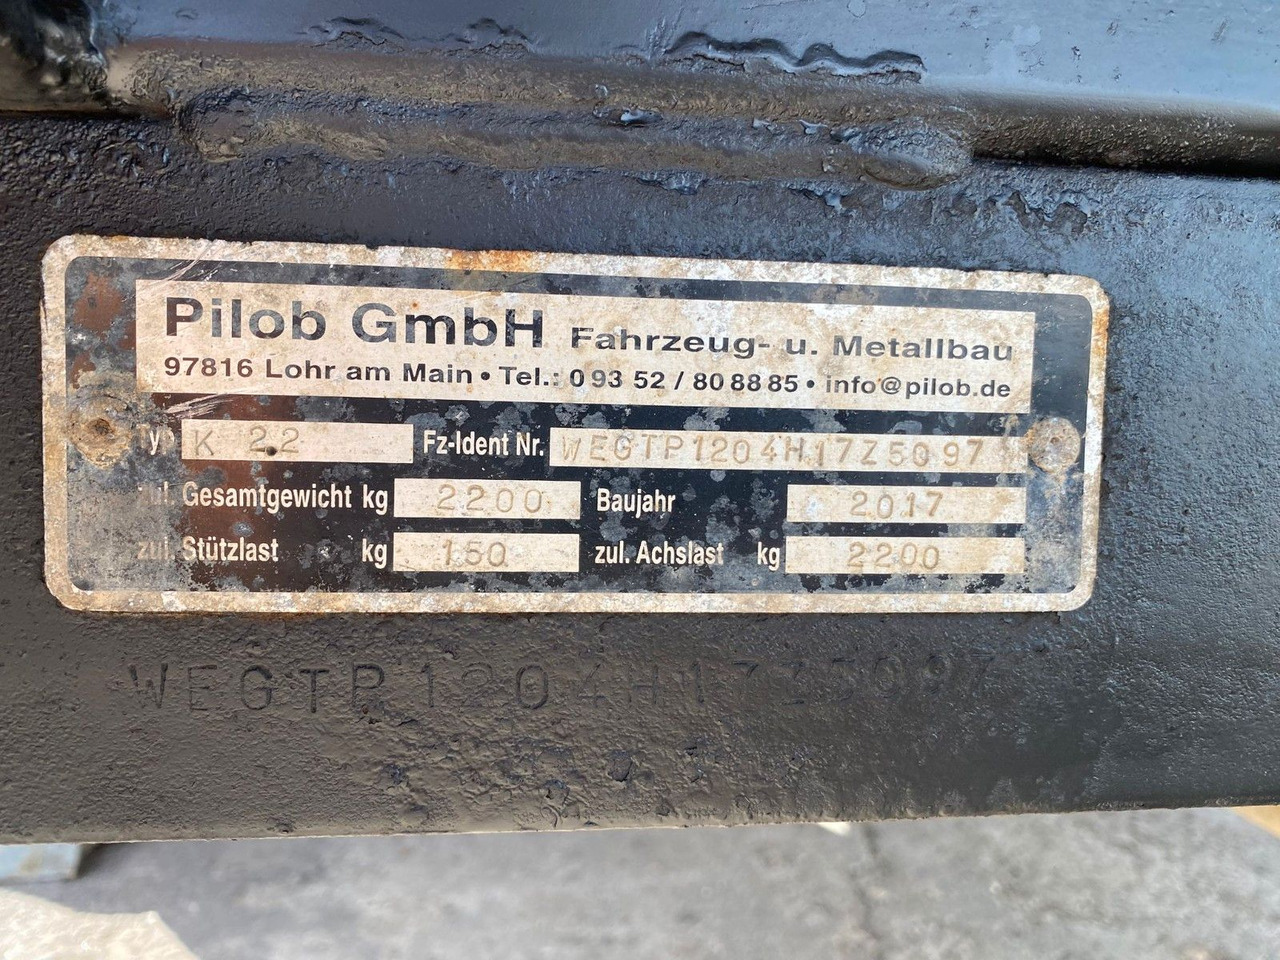 Pilob GmbH Fahrzeug- u. Metallbau
97816 Lohr am Main • Tel.: 0 93 52 / 80 88 85 • info@pilob.de
Typ K 2.2 Fz-Ident Nr. WEGTP1204H17Z5097
zul. Gesamtgewicht kg 2200 Baujahr 2017
zul. Stützlast kg 150 zul. Achslast kg 2200
WEGTP1204H17Z5097